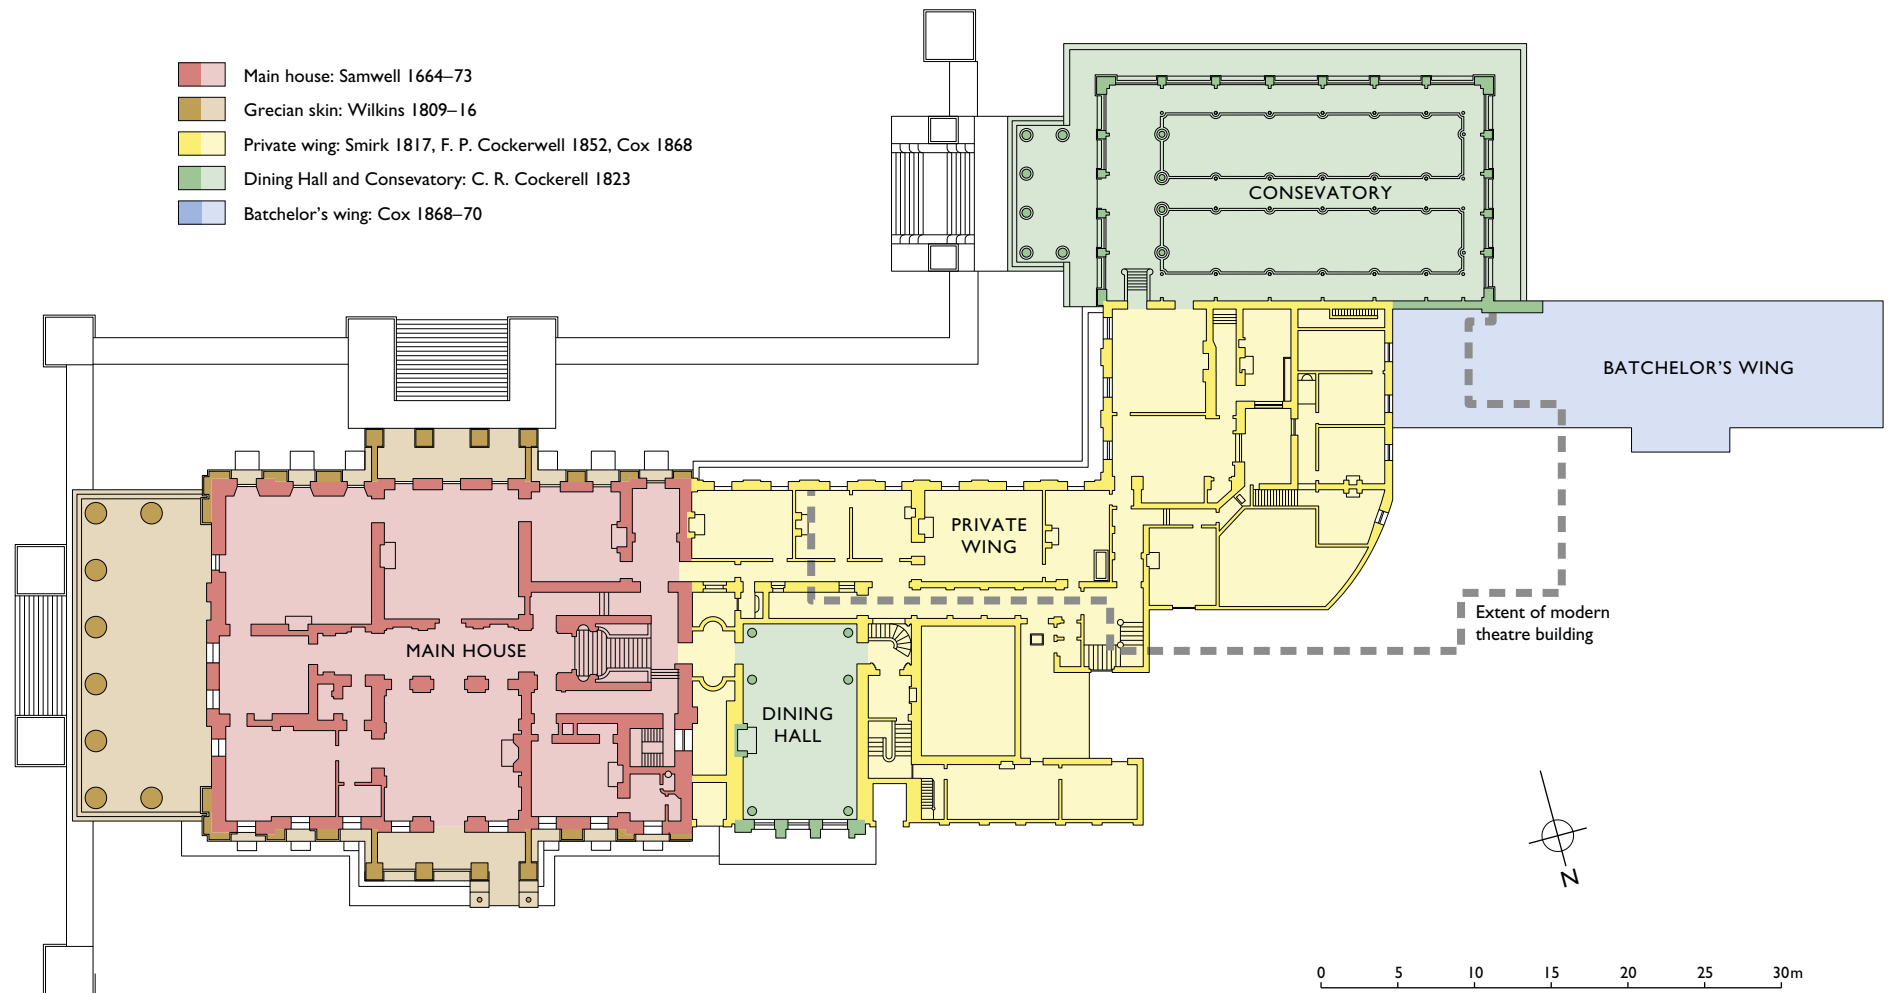 Main house: Samwell 1664–73
Grecian skin: Wilkins 1809–16
Private wing: Smirk 1817, F. P. Cockerwell 1852, Cox 1868
Dining Hall and Consevatory: C. R. Cockerell 1823
Batchelor’s wing: Cox 1868–70
CONSEVATORY
BATCHELOR’S WING
PRIVATE
WING
Extent of modern
theatre building
MAIN HOUSE
DINING
HALL
N
0 5 10 15 20 25 30m